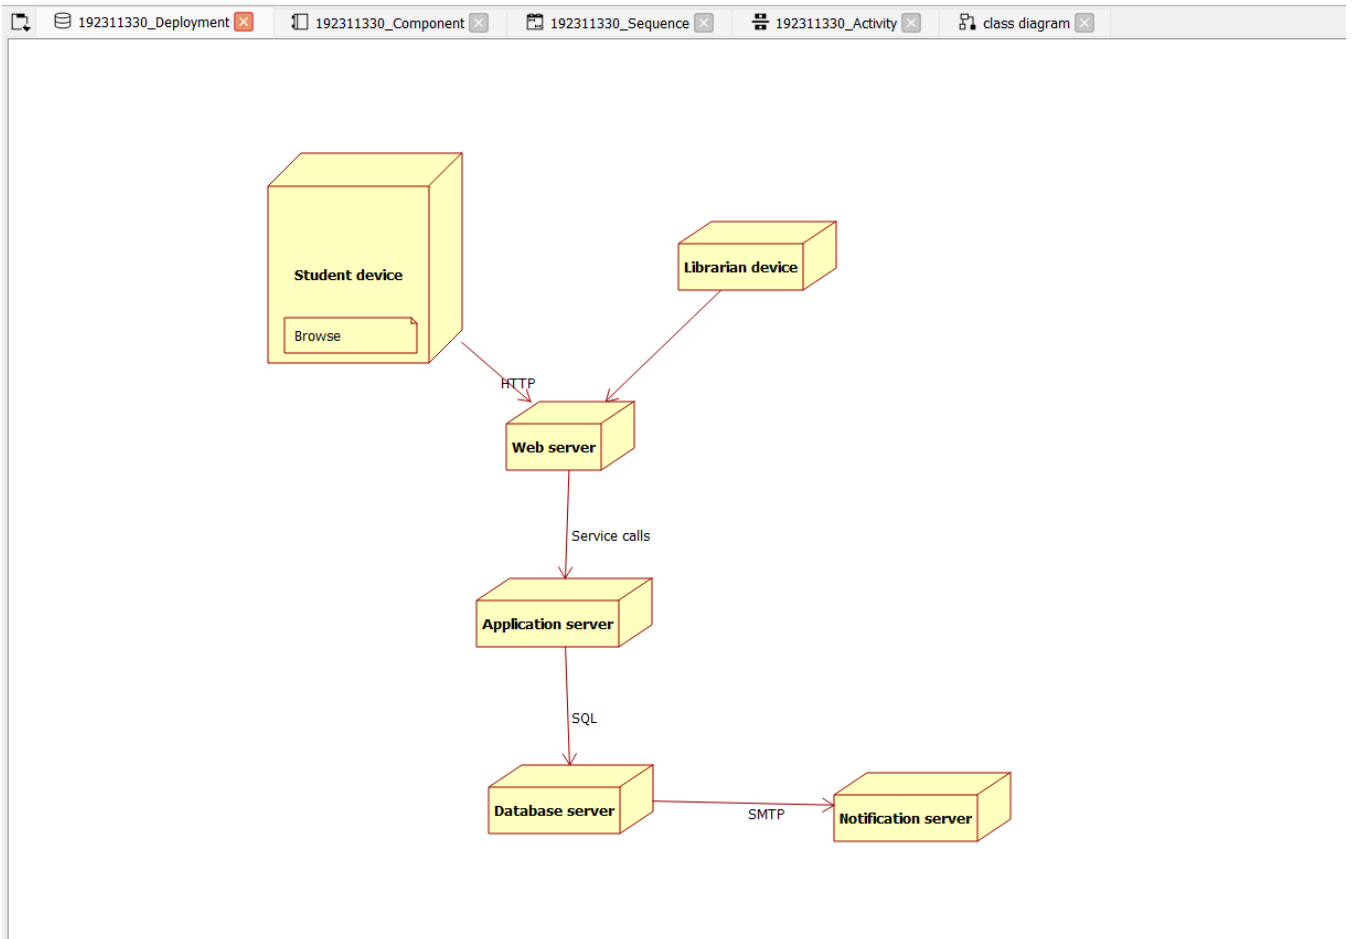 192311330_Deployment
192311330_Component
192311330_Sequence
192311330_Activity
class diagram
Student device
Browse
Librarian device
HTTP
Web server
Service calls
Application server
SQL
Database server
SMTP
Notification server